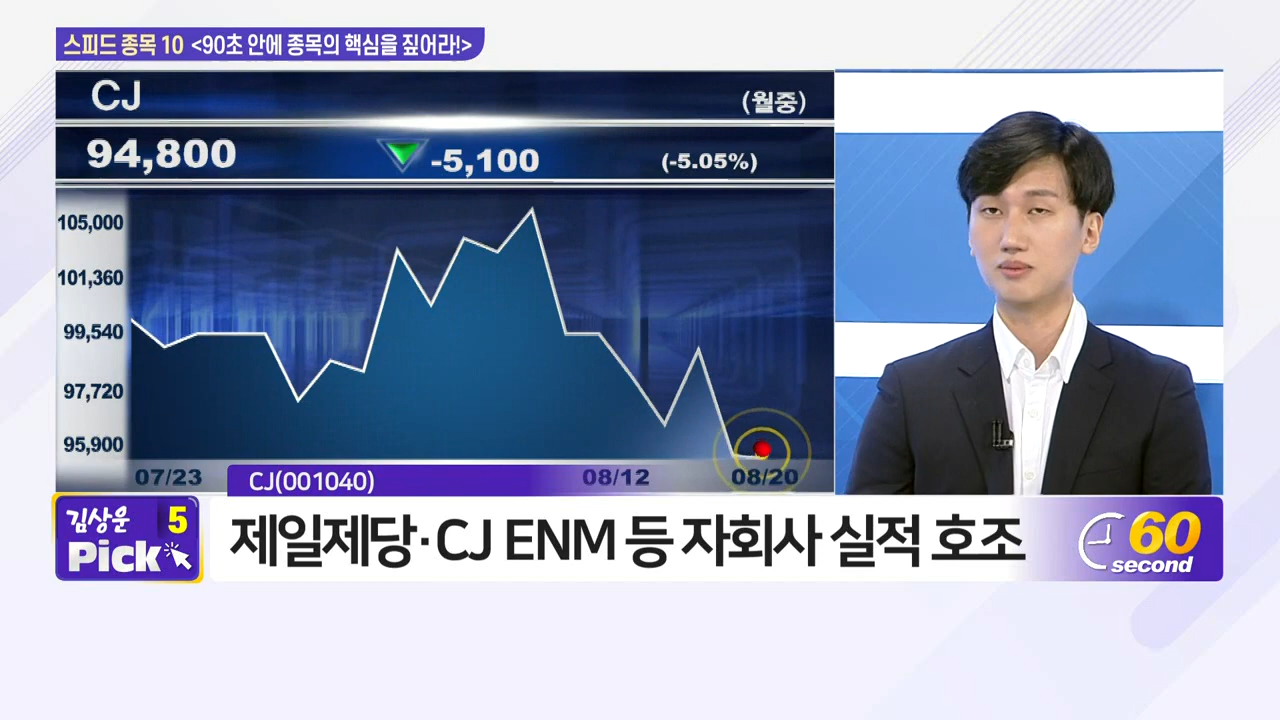 스피드 종목 10 <90초 안에 종목의 핵심을 짚어라!>
CJ
(월중)
94,800
-5,100
(-5.05%)
105,000
101,360
99,540
97,720
95,900
07/23
08/12
08/20
CJ(001040)
김상운 5
Pick
제일제당·CJ ENM 등 자회사 실적 호조
60
second